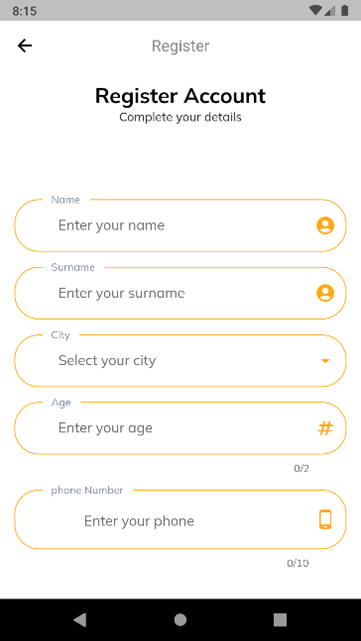 8:15
Register
Register Account
Complete your details
Name
Enter your name
Surname
Enter your surname
City
Select your city
Age
Enter your age
#
0/2
phone Number
Enter your phone
0/10